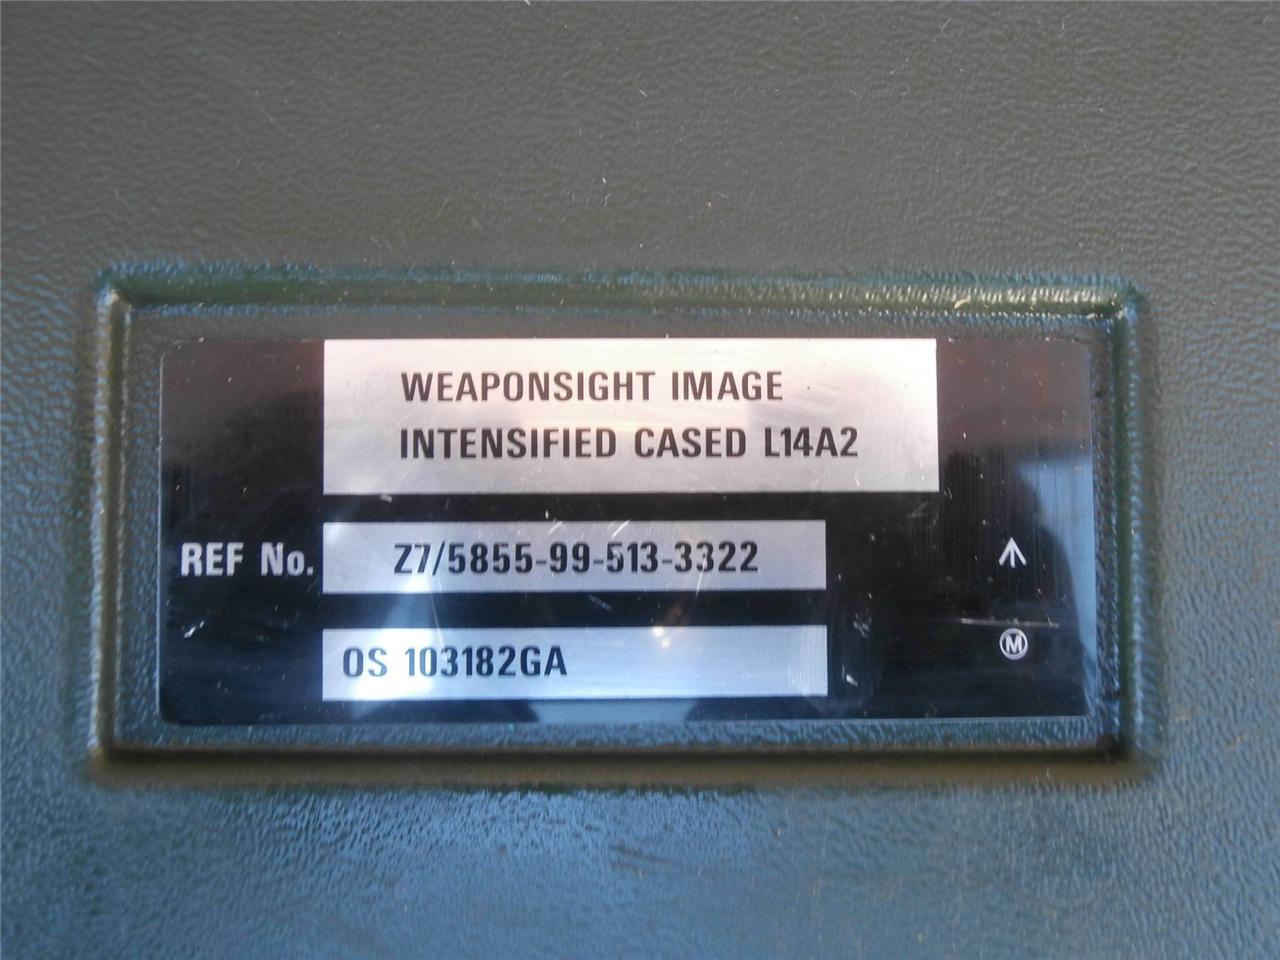 WEAPONSIGHT IMAGE
INTENSIFIED CASED L14A2
REF No. Z7/5855-99-513-3322
OS 103182GA
M